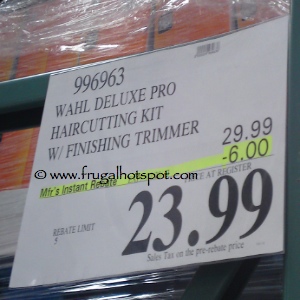 996963
WAHL DELUXE PRO
HAIRCUTTING KIT
W/ FINISHING TRIMMER
29.99
Mfr's Instant Rebate -6.00
www.frugalhotspot.com
AT REGISTER
REBATE LIMIT
5
23.99
Sales Tax on the pre-rebate price